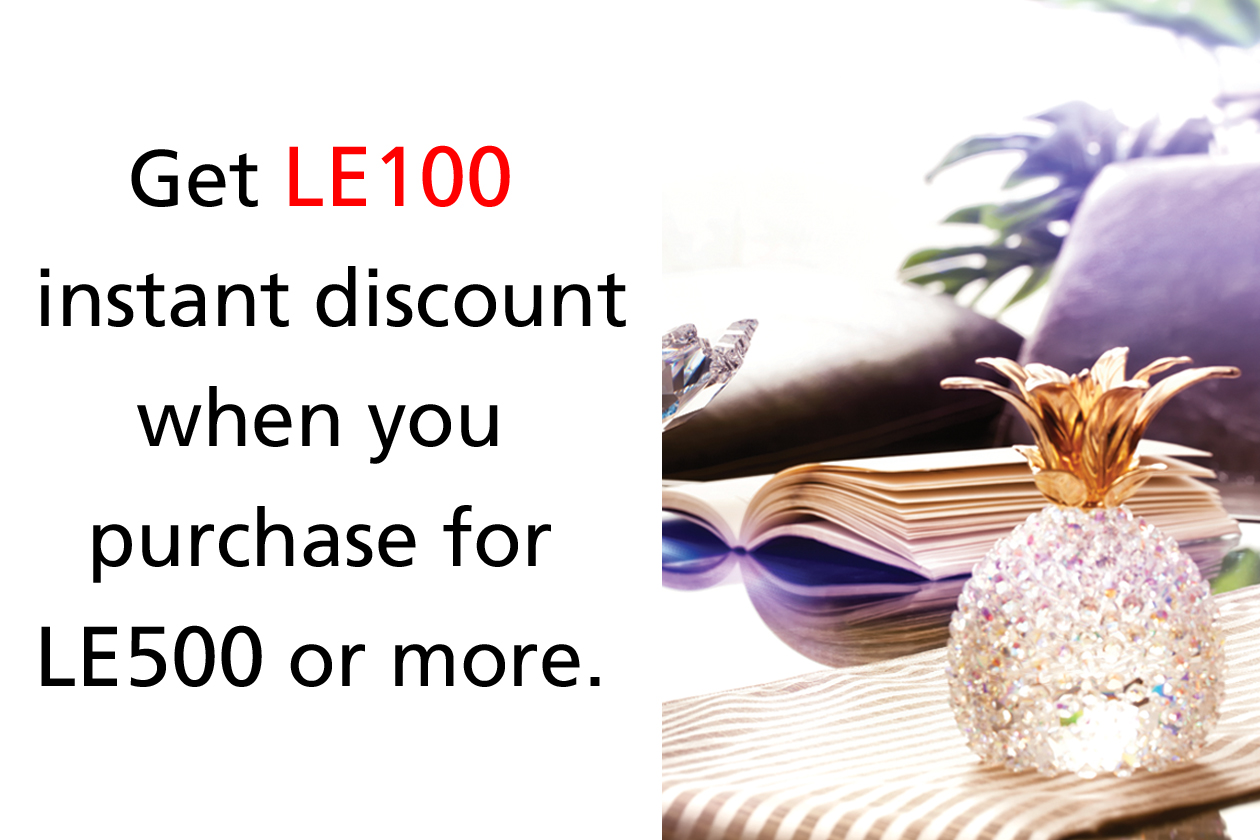 Get LE100
instant discount
when you
purchase for
LE500 or more.